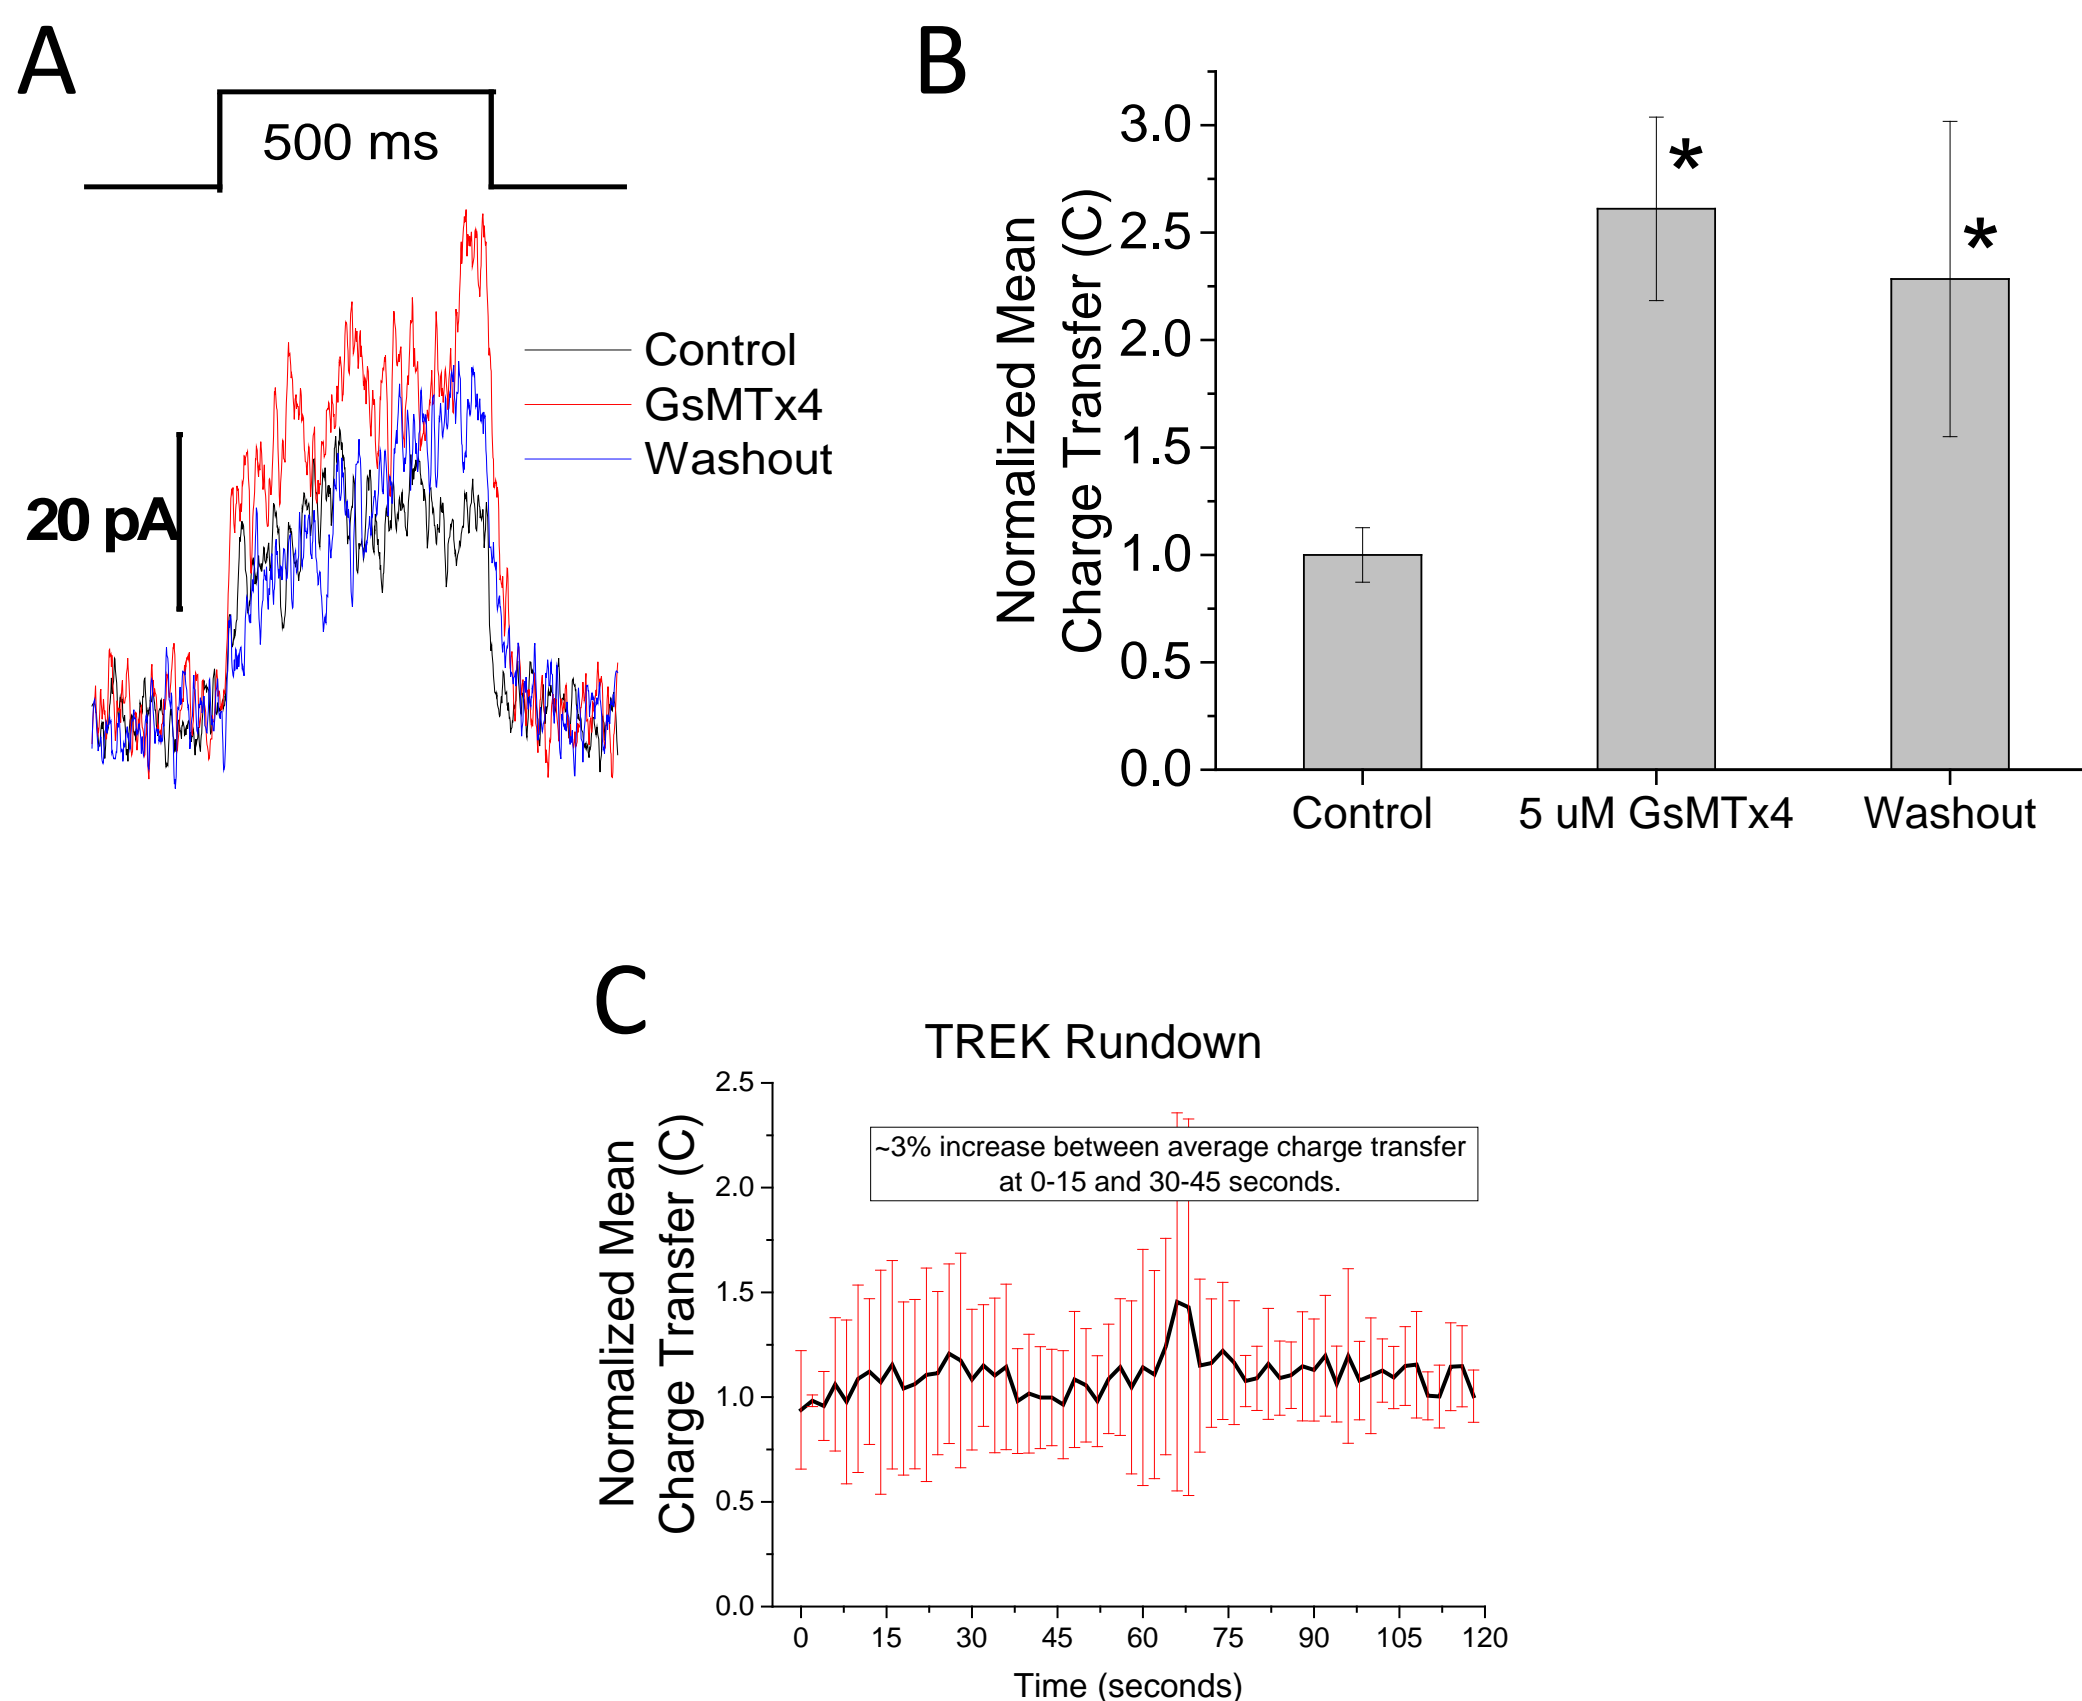 A
500 ms
Control
GsMTx4
Washout
20 pA
B
Normalized Mean
Charge Transfer (C)
3.0
2.5
2.0
1.5
1.0
0.5
0.0
Control
5 uM GsMTx4
Washout
*
*
C
TREK Rundown
Normalized Mean
Charge Transfer (C)
2.5
2.0
1.5
1.0
0.5
0.0
~3% increase between average charge transfer
at 0-15 and 30-45 seconds.
0 15 30 45 60 75 90 105 120
Time (seconds)